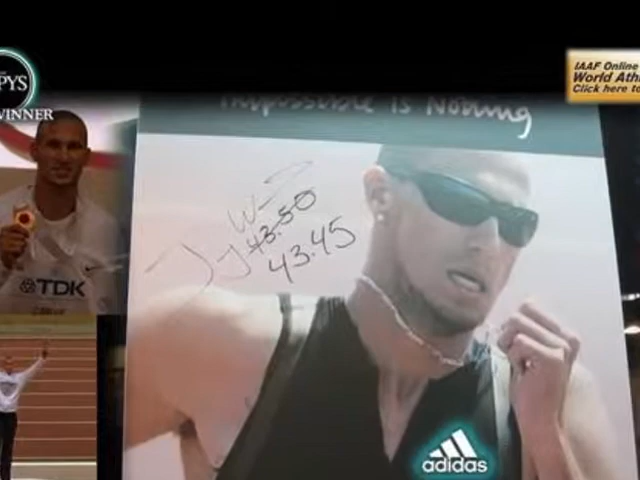 PYS
WINNER
IAAF Online
World Ath
Click here to
Impossible is Nothing
43.50
43.45
TDK
adidas